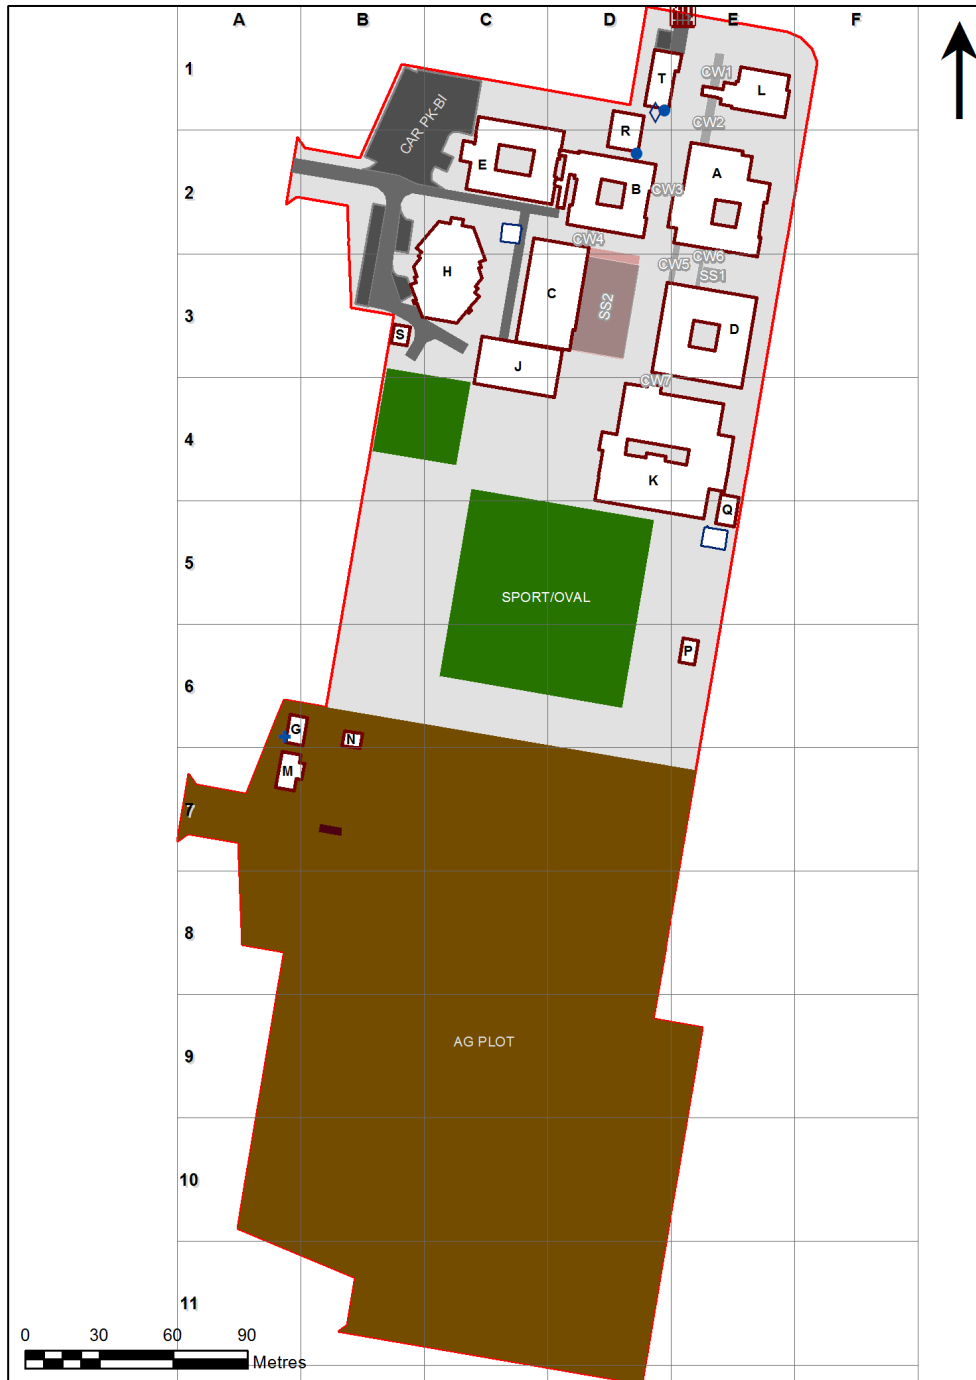 A B C D E F
1
T
CW1
L
CAR PK-BI
CW2
R
E
A
2
B
CW3
CW4
CW6
H
CW5
SS1
C
SS2
3
D
S
J
CW7
4
K
Q
5
SPORT/OVAL
P
6
G
N
M
7
8
9
AG PLOT
10
11
0 30 60 90
Metres